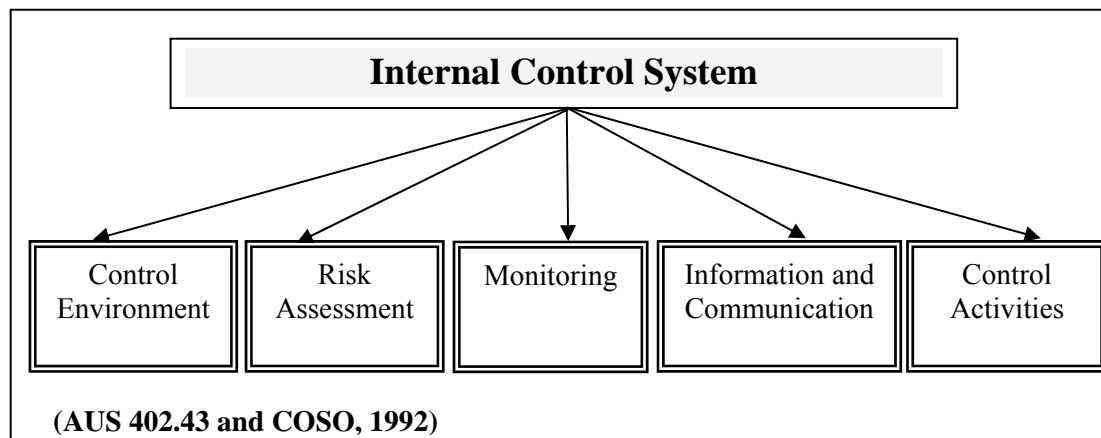 Internal Control System
Control
Environment
Risk
Assessment
Monitoring
Information and
Communication
Control
Activities
(AUS 402.43 and COSO, 1992)